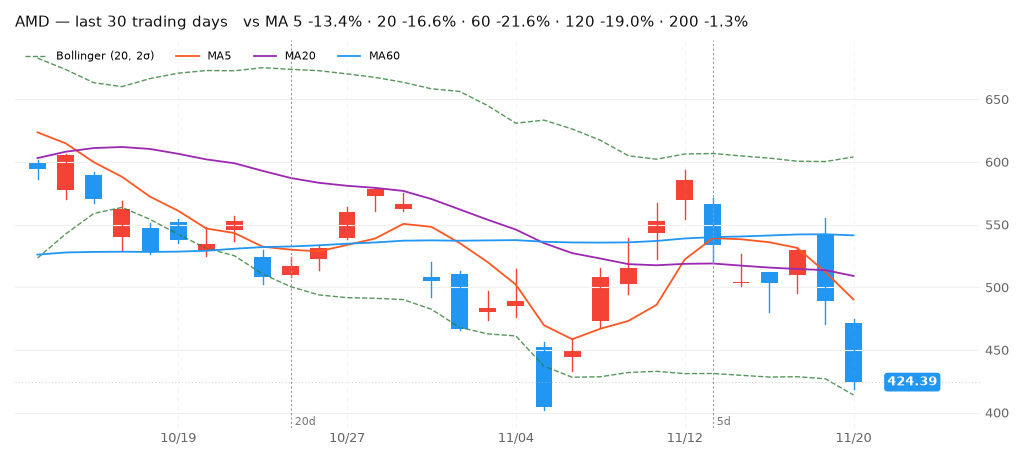 AMD — last 30 trading days vs MA 5 -13.4% · 20 -16.6% · 60 -21.6% · 120 -19.0% · 200 -1.3%
Bollinger (20, 2σ) MA5 MA20 MA60
650
600
550
500
450
424.39
400
20d 5d
10/19 10/27 11/04 11/12 11/20